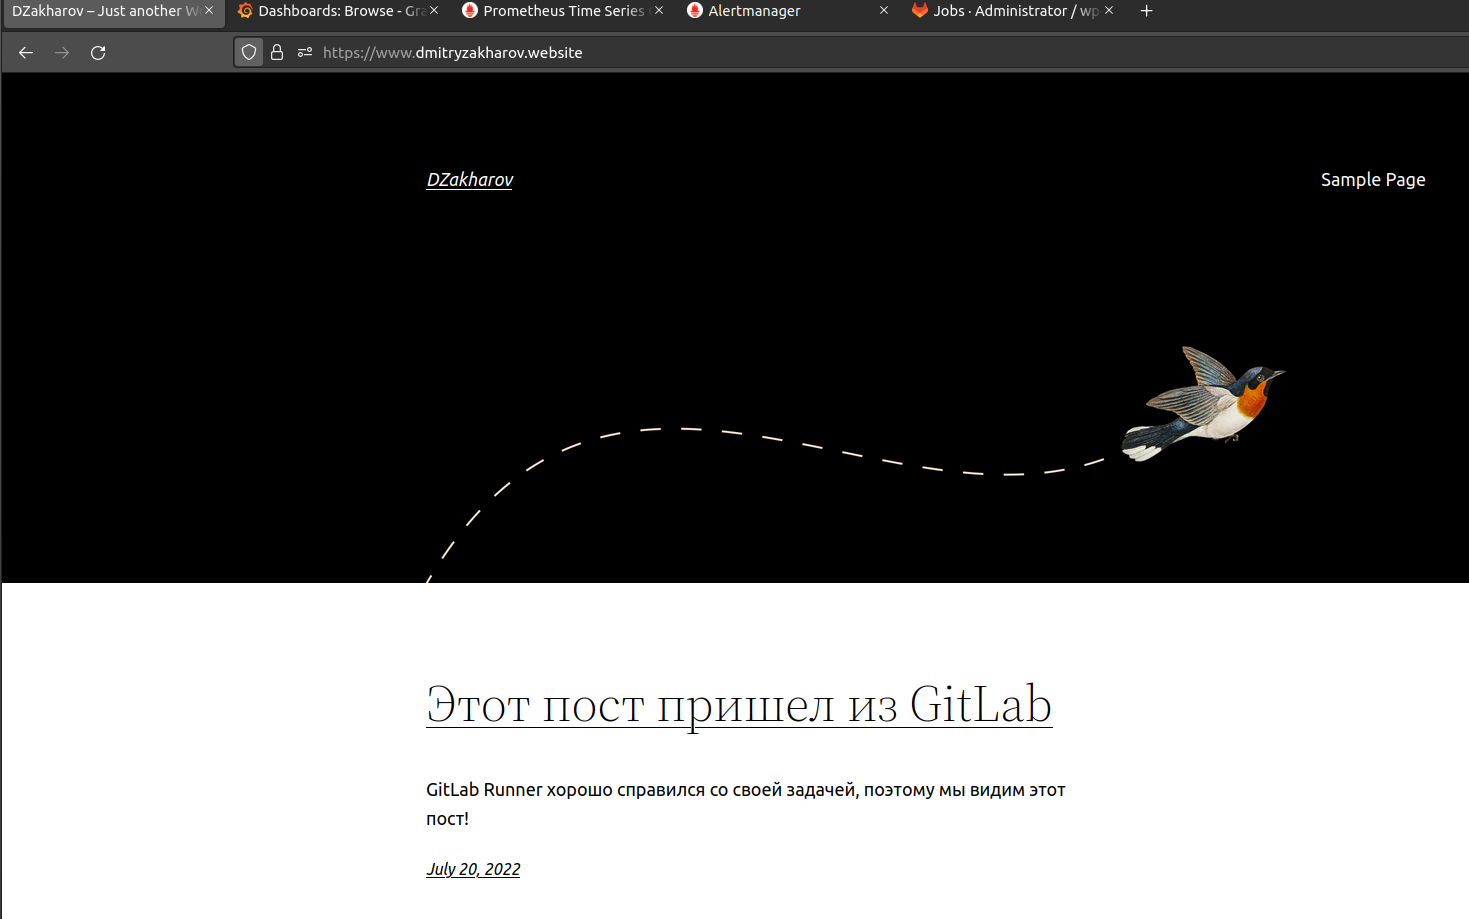 DZakharov – Just another W
Dashboards: Browse - Gra
Prometheus Time Series
Alertmanager
Jobs · Administrator / wp
https://www.dmitryzakharov.website
DZakharov
Sample Page
Этот пост пришел из GitLab
GitLab Runner хорошо справился со своей задачей, поэтому мы видим этот
пост!
July 20, 2022